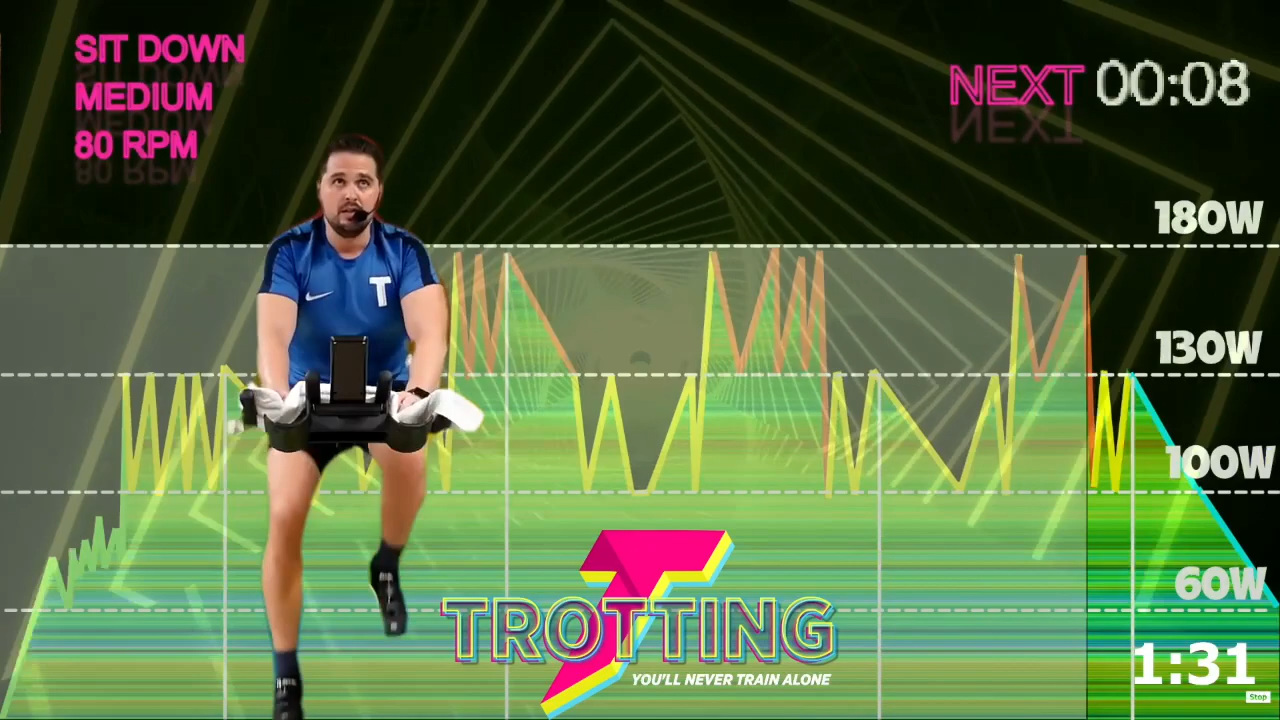 SIT DOWN
MEDIUM
80 RPM
NEXT 00:08
180W
130W
100W
60W
T
TROTTING
YOU'LL NEVER TRAIN ALONE
1:31
Stop